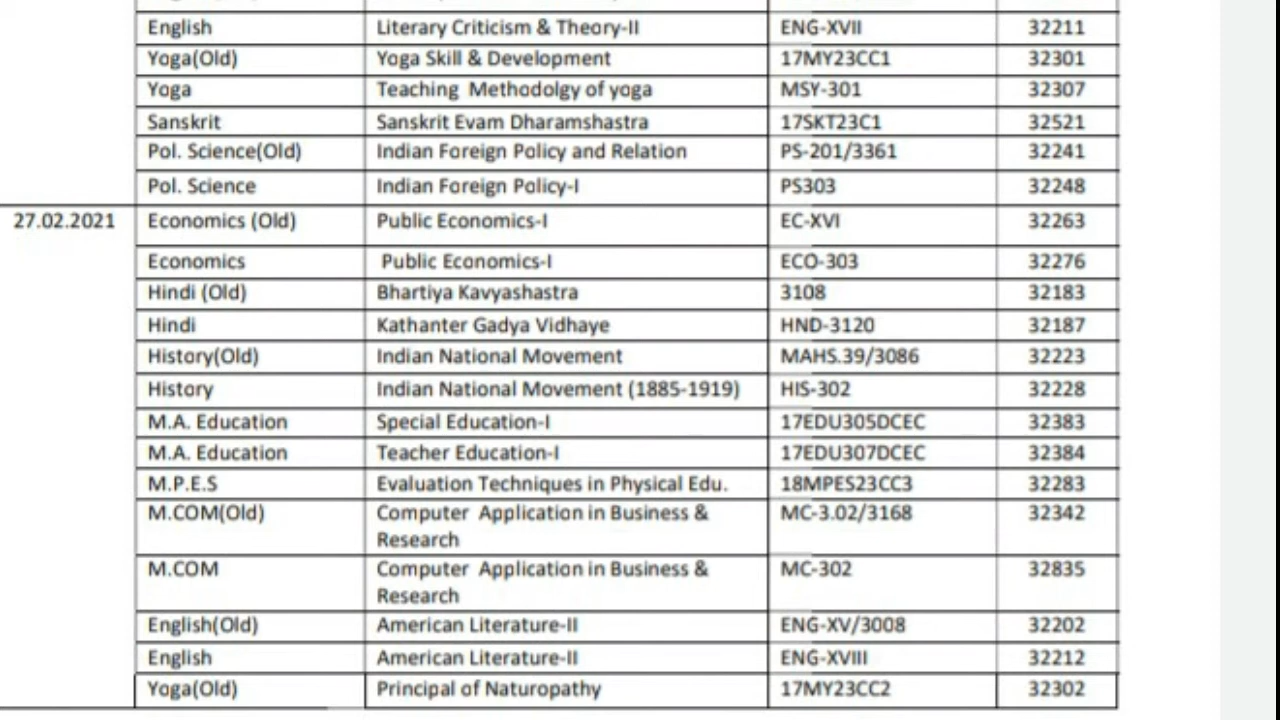 English Literary Criticism & Theory-II ENG-XVII 32211
Yoga(Old) Yoga Skill & Development 17MY23CC1 32301
Yoga Teaching Methodolgy of yoga MSY-301 32307
Sanskrit Sanskrit Evam Dharamshastra 17SKT23C1 32521
Pol. Science(Old) Indian Foreign Policy and Relation PS-201/3361 32241
Pol. Science Indian Foreign Policy-I PS303 32248
27.02.2021 Economics (Old) Public Economics-I EC-XVI 32263
Economics Public Economics-I ECO-303 32276
Hindi (Old) Bhartiya Kavyashastra 3108 32183
Hindi Kathanter Gadya Vidhaye HND-3120 32187
History(Old) Indian National Movement MAHS.39/3086 32223
History Indian National Movement (1885-1919) HIS-302 32228
M.A. Education Special Education-I 17EDU305DCEC 32383
M.A. Education Teacher Education-I 17EDU307DCEC 32384
M.P.E.S Evaluation Techniques in Physical Edu. 18MPES23CC3 32283
M.COM(Old) Computer Application in Business & MC-3.02/3168 32342
Research
M.COM Computer Application in Business & MC-302 32835
Research
English(Old) American Literature-II ENG-XV/3008 32202
English American Literature-II ENG-XVIII 32212
Yoga(Old) Principal of Naturopathy 17MY23CC2 32302